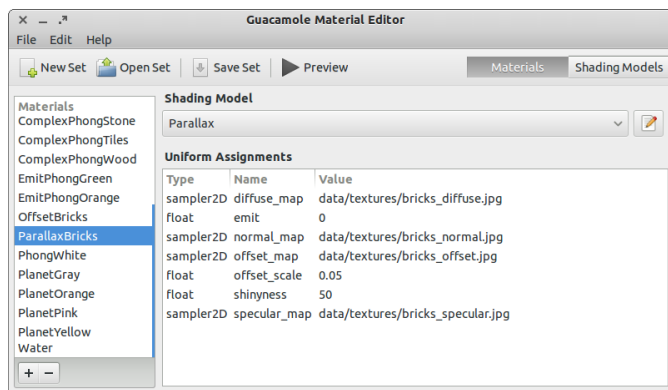 Guacamole Material Editor
File Edit Help
New Set Open Set Save Set Preview Materials Shading Models
Materials
ComplexPhongStone
ComplexPhongTiles
ComplexPhongWood
EmitPhongGreen
EmitPhongOrange
OffsetBricks
ParallaxBricks
PhongWhite
PlanetGray
PlanetOrange
PlanetPink
PlanetYellow
Water
Shading Model
Parallax
Uniform Assignments
Type Name Value
sampler2D diffuse_map data/textures/bricks_diffuse.jpg
float emit 0
sampler2D normal_map data/textures/bricks_normal.jpg
sampler2D offset_map data/textures/bricks_offset.jpg
float offset_scale 0.05
float shinyness 50
sampler2D specular_map data/textures/bricks_specular.jpg